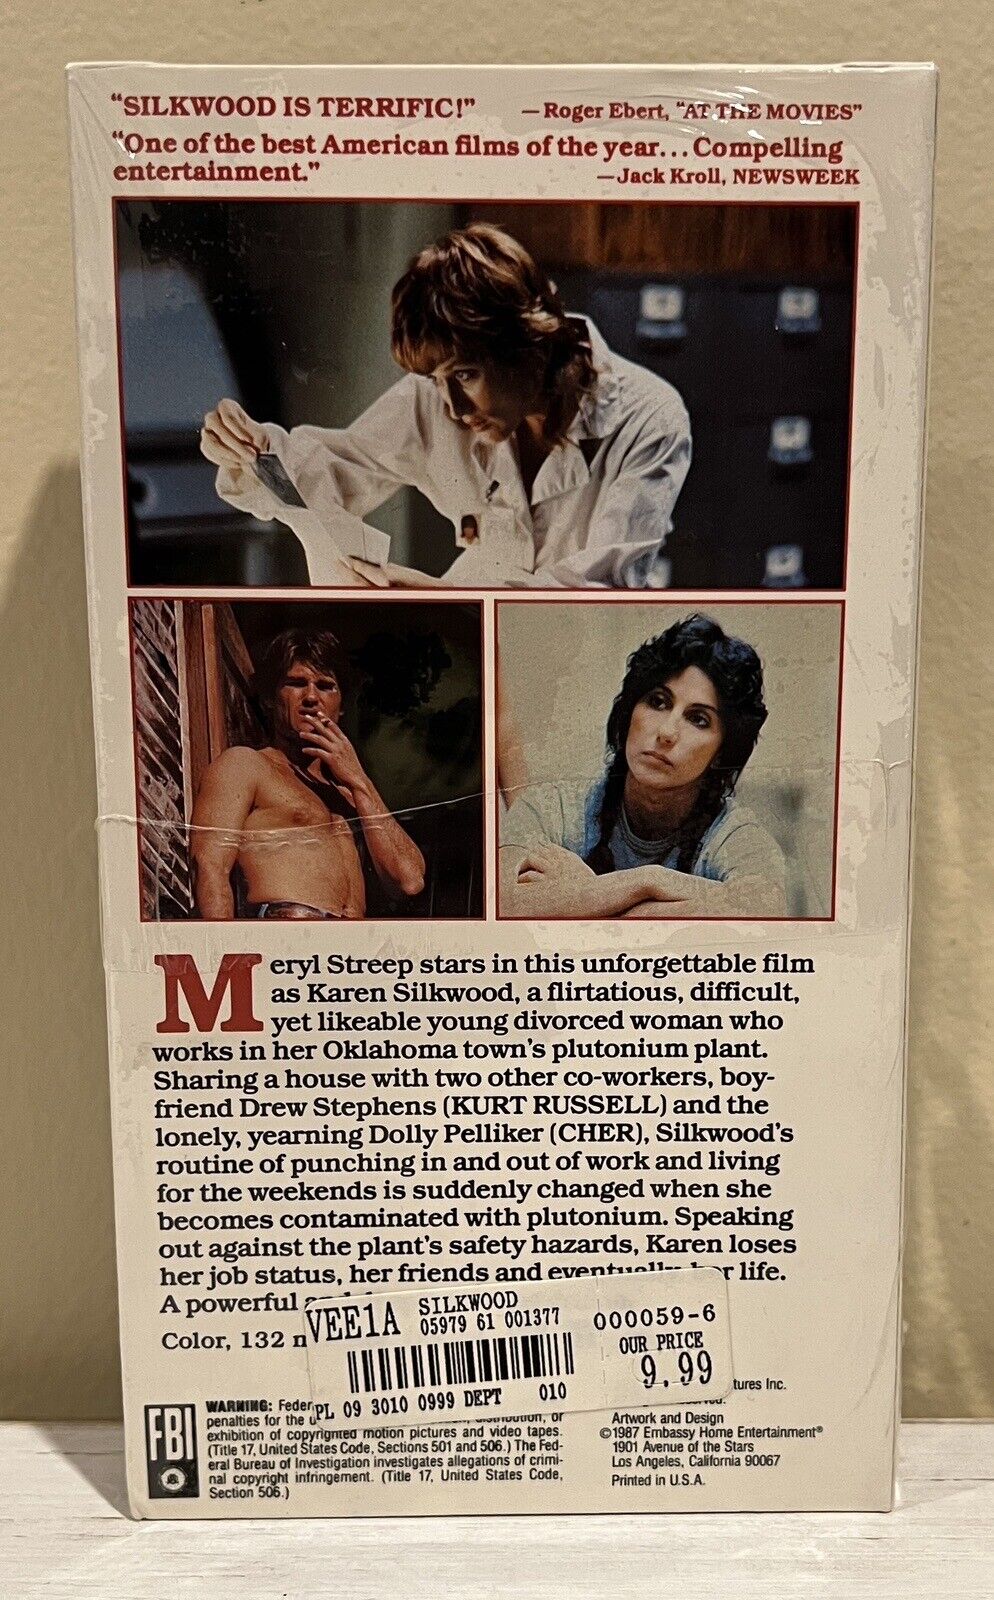 “SILKWOOD IS TERRIFIC!” —Roger Ebert, “AT THE MOVIES”
“One of the best American films of the year...Compelling
entertainment.” —Jack Kroll, NEWSWEEK
Meryl Streep stars in this unforgettable film
as Karen Silkwood, a flirtatious, difficult,
yet likeable young divorced woman who
works in her Oklahoma town's plutonium plant.
Sharing a house with two other co-workers, boy-
friend Drew Stephens (KURT RUSSELL) and the
lonely, yearning Dolly Pelliker (CHER), Silkwood's
routine of punching in and out of work and living
for the weekends is suddenly changed when she
becomes contaminated with plutonium. Speaking
out against the plant's safety hazards, Karen loses
her job status, her friends and eventually her life.
A powerful
Color, 132 m
VEE1A SILKWOOD
05979 61 001377 000059-6
OUR PRICE
9.99
PL 09 3010 0999 DEPT 010
tures Inc.
FBI
WARNING: Feder
penalties for the
exhibition of copyrighted motion pictures and video tapes.
(Title 17, United States Code, Sections 501 and 506.) The Fed-
eral Bureau of Investigation investigates allegations of crimi-
nal copyright infringement. (Title 17, United States Code,
Section 506.)
Artwork and Design
©1987 Embassy Home Entertainment®
1901 Avenue of the Stars
Los Angeles, California 90067
Printed in U.S.A.